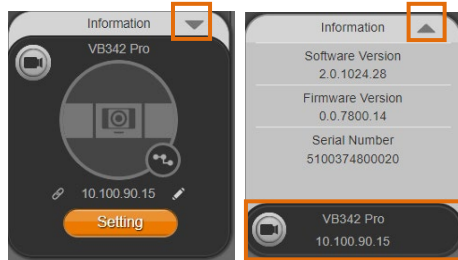 Information
VB342 Pro
10.100.90.15
Setting
Information
Software Version
2.0.1024.28
Firmware Version
0.0.7800.14
Serial Number
5100374800020
VB342 Pro
10.100.90.15